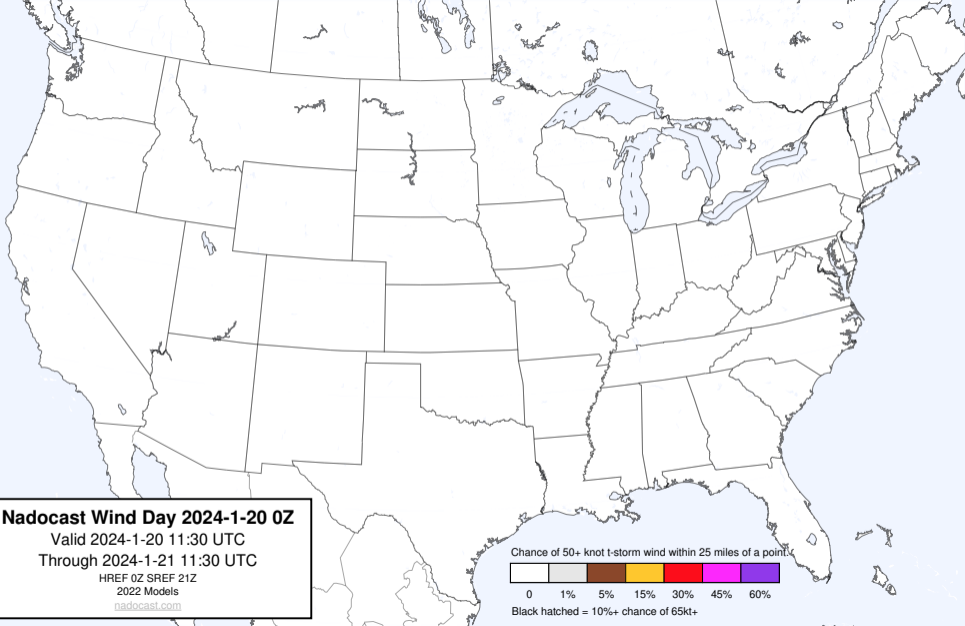 Nadocast Wind Day 2024-1-20 0Z
Valid 2024-1-20 11:30 UTC
Through 2024-1-21 11:30 UTC
HREF 0Z SREF 21Z
2022 Models
nadocast.com
Chance of 50+ knot t-storm wind within 25 miles of a point.
0 1% 5% 15% 30% 45% 60%
Black hatched = 10%+ chance of 65kt+